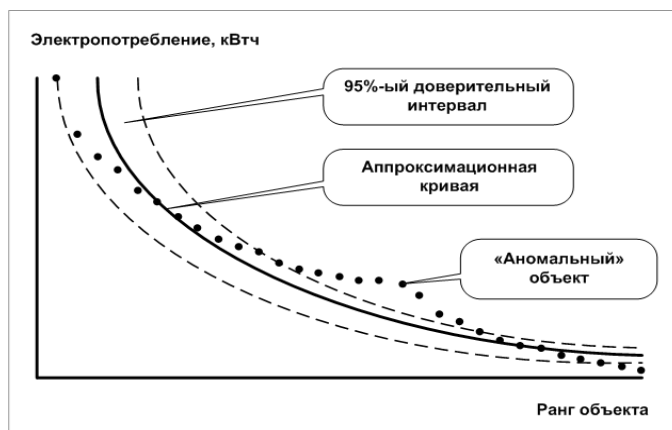 Электропотребление, кВтч
95%-ый доверительный
интервал
Аппроксимационная
кривая
«Аномальный»
объект
Ранг объекта